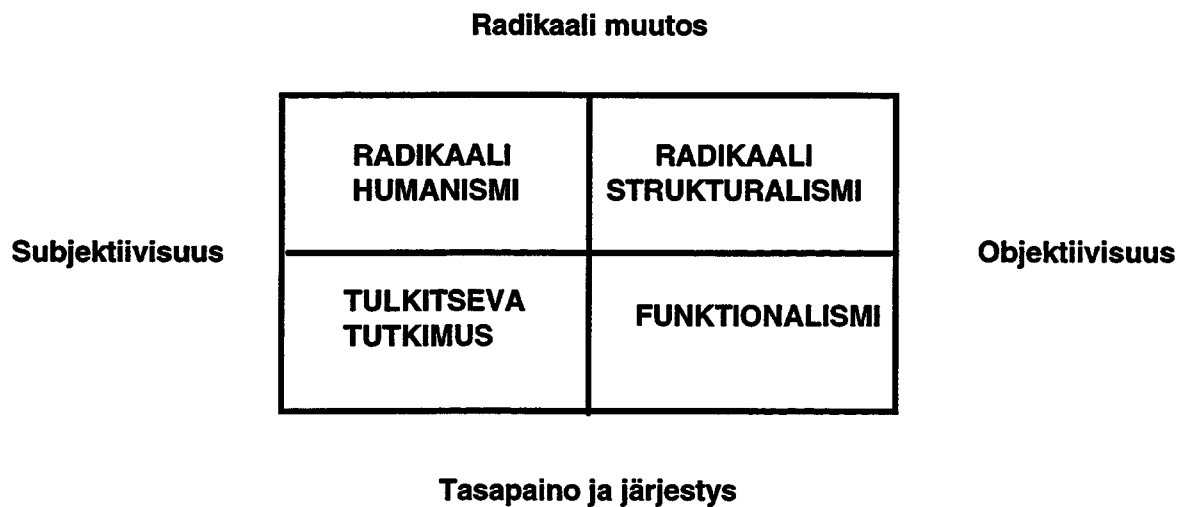 Radikaali muutos
RADIKAALI
HUMANISMI
RADIKAALI
STRUKTURALISMI
Subjektiivisuus
Objektiivisuus
TULKITSEVA
TUTKIMUS
FUNKTIONALISMI
Tasapaino ja järjestys